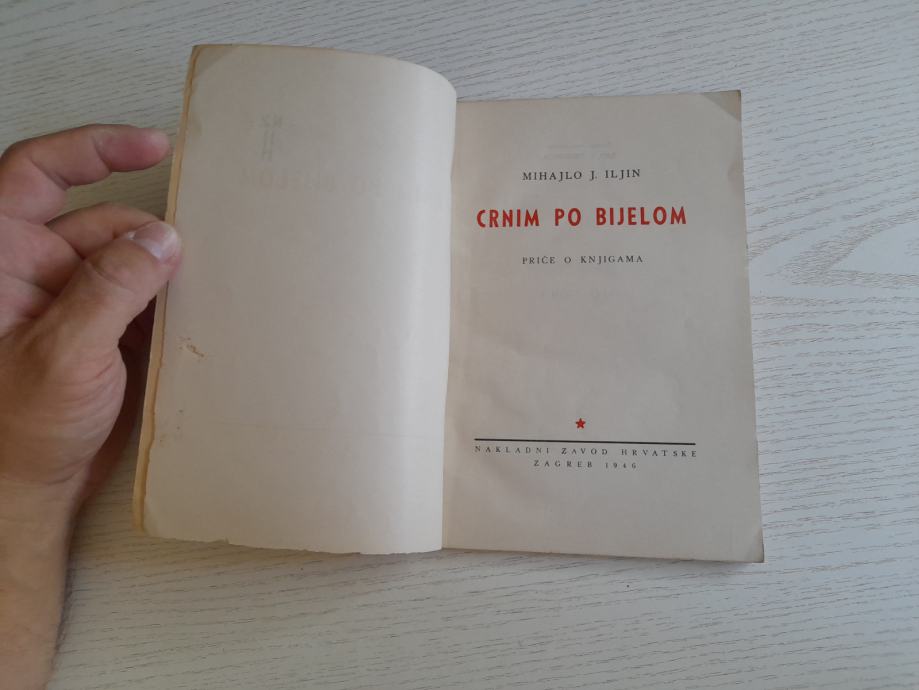 MIHAJLO J. ILJIN
CRNIM PO BIJELOM
PRIČE O KNJIGAMA
NAKLADNI ZAVOD HRVATSKE
ZAGREB 1946